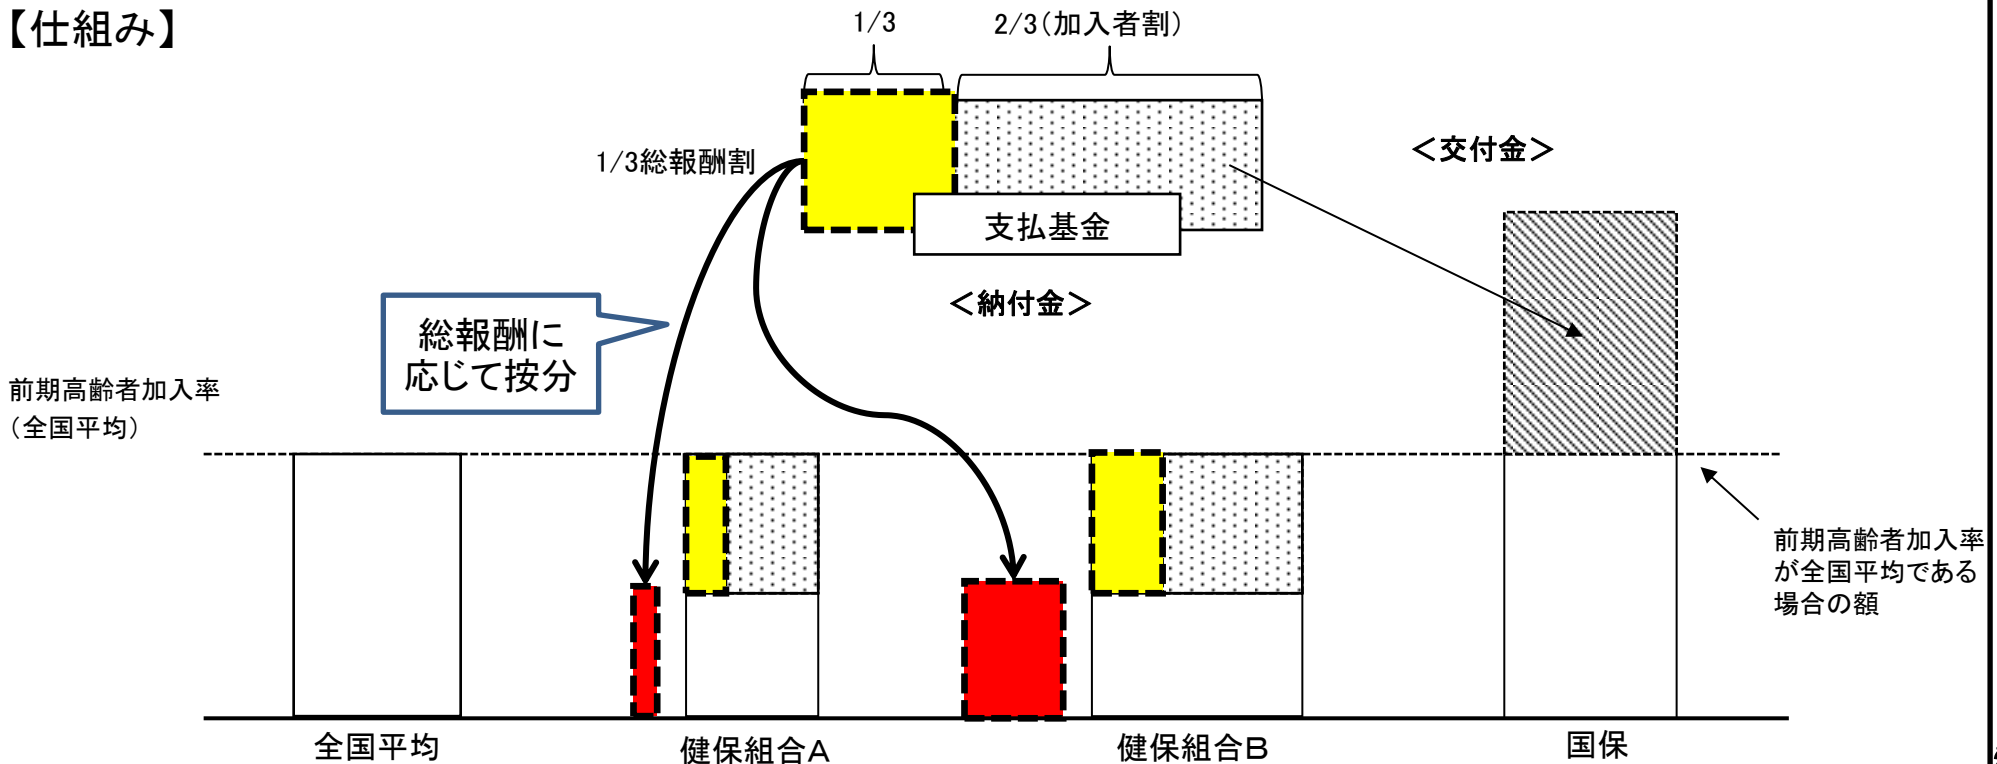 【仕組み】
1/3
2/3（加入者割）
1/3総報酬割
＜交付金＞
支払基金
＜納付金＞
総報酬に
応じて按分
前期高齢者加入率
（全国平均）
前期高齢者加入率
が全国平均である
場合の額
全国平均
健保組合Ａ
健保組合Ｂ
国保